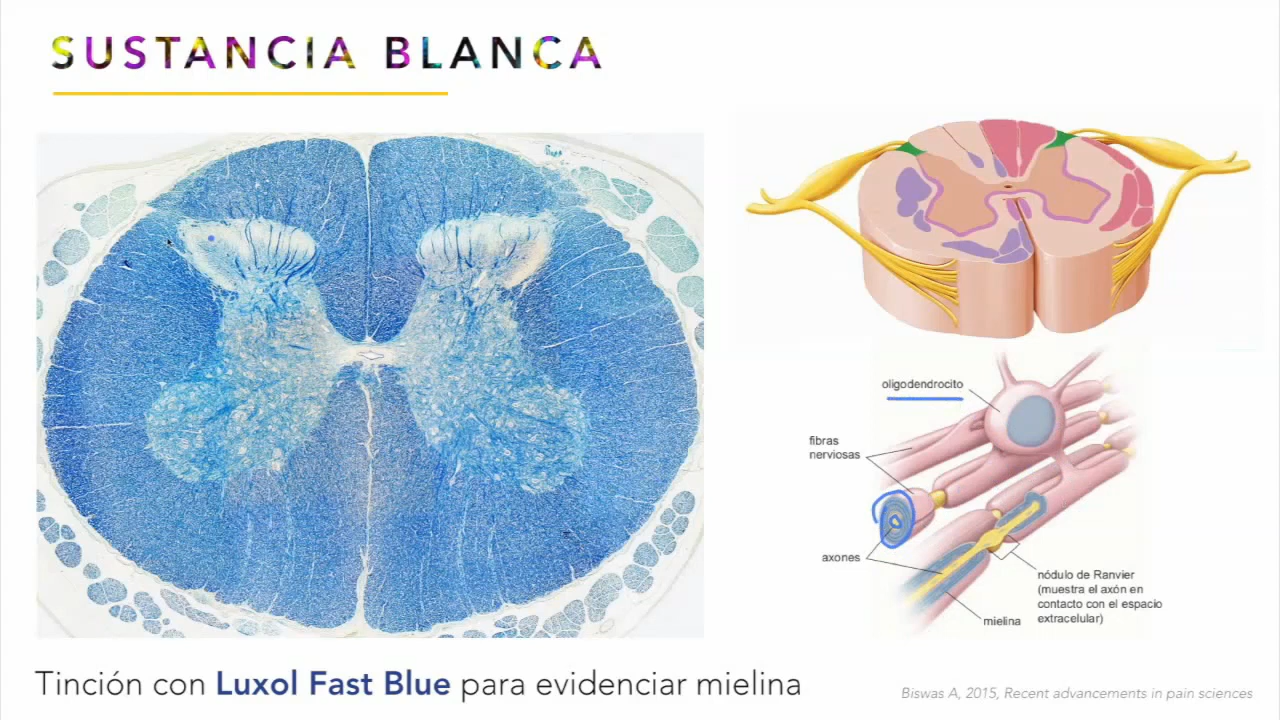 SUSTANCIA BLANCA
oligodendrocito
fibras
nerviosas
axones
nódulo de Ranvier
(muestra el axón en
contacto con el espacio
extracelular)
mielina
Tinción con Luxol Fast Blue para evidenciar mielina
Biswas A, 2015, Recent advancements in pain sciences